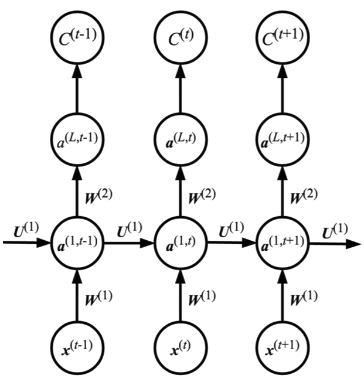 C(t-1) C(t) C(t+1)
a(L,t-1) a(L,t) a(L,t+1)
W(2) W(2) W(2)
U(1) U(1) U(1) U(1)
a(1,t-1) a(1,t) a(1,t+1)
W(1) W(1) W(1)
x(t-1) x(t) x(t+1)